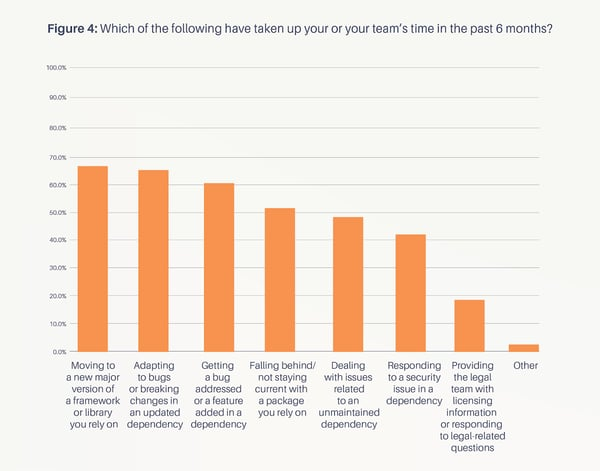 Figure 4: Which of the following have taken up your or your team’s time in the past 6 months?
100.0%
90.0%
80.0%
70.0%
60.0%
50.0%
40.0%
30.0%
20.0%
10.0%
0.0%
Moving to
a new major
version of
a framework
or library
you rely on
Adapting
to bugs
or breaking
changes in
an updated
dependency
Getting
a bug
addressed
or a feature
added in a
dependency
Falling behind/
not staying
current with
a package
you rely on
Dealing
with issues
related
to an
unmaintained
dependency
Responding
to a security
issue in a
dependency
Providing
the legal
team with
licensing
information
or responding
to legal-related
questions
Other